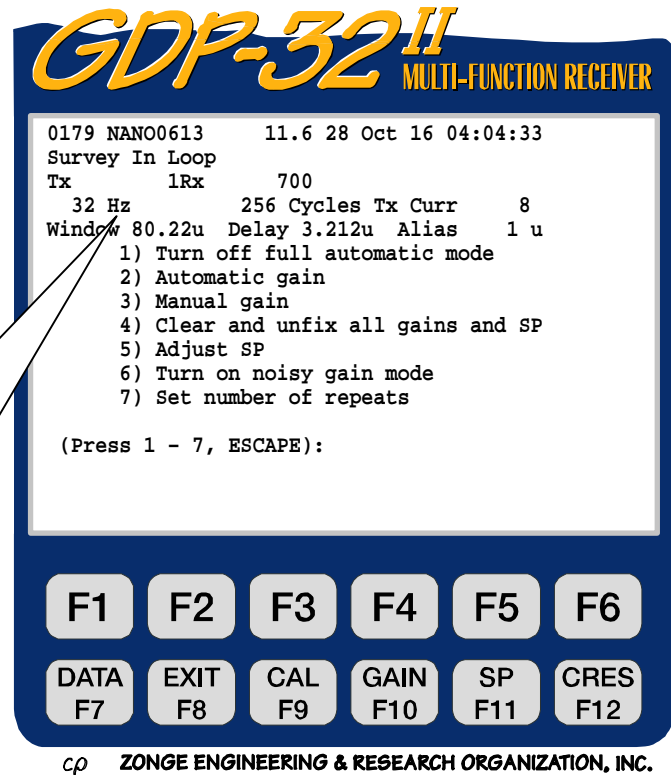 GDP-32 II
MULTI-FUNCTION RECEIVER
0179 NANO0613 11.6 28 Oct 16 04:04:33
Survey In Loop
Tx 1Rx 700
32 Hz 256 Cycles Tx Curr 8
Window 80.22u Delay 3.212u Alias 1 u
1) Turn off full automatic mode
2) Automatic gain
3) Manual gain
4) Clear and unfix all gains and SP
5) Adjust SP
6) Turn on noisy gain mode
7) Set number of repeats
(Press 1 - 7, ESCAPE):
F1 F2 F3 F4 F5 F6
DATA EXIT CAL GAIN SP CRES
F7 F8 F9 F10 F11 F12
cp ZONGE ENGINEERING & RESEARCH ORGANIZATION, INC.